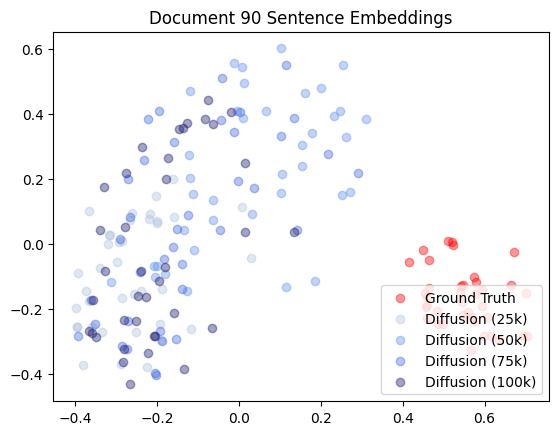 Document 90 Sentence Embeddings
0.6
0.4
0.2
0.0
−0.2
−0.4
Ground Truth
Diffusion (25k)
Diffusion (50k)
Diffusion (75k)
Diffusion (100k)
−0.4 −0.2 0.0 0.2 0.4 0.6